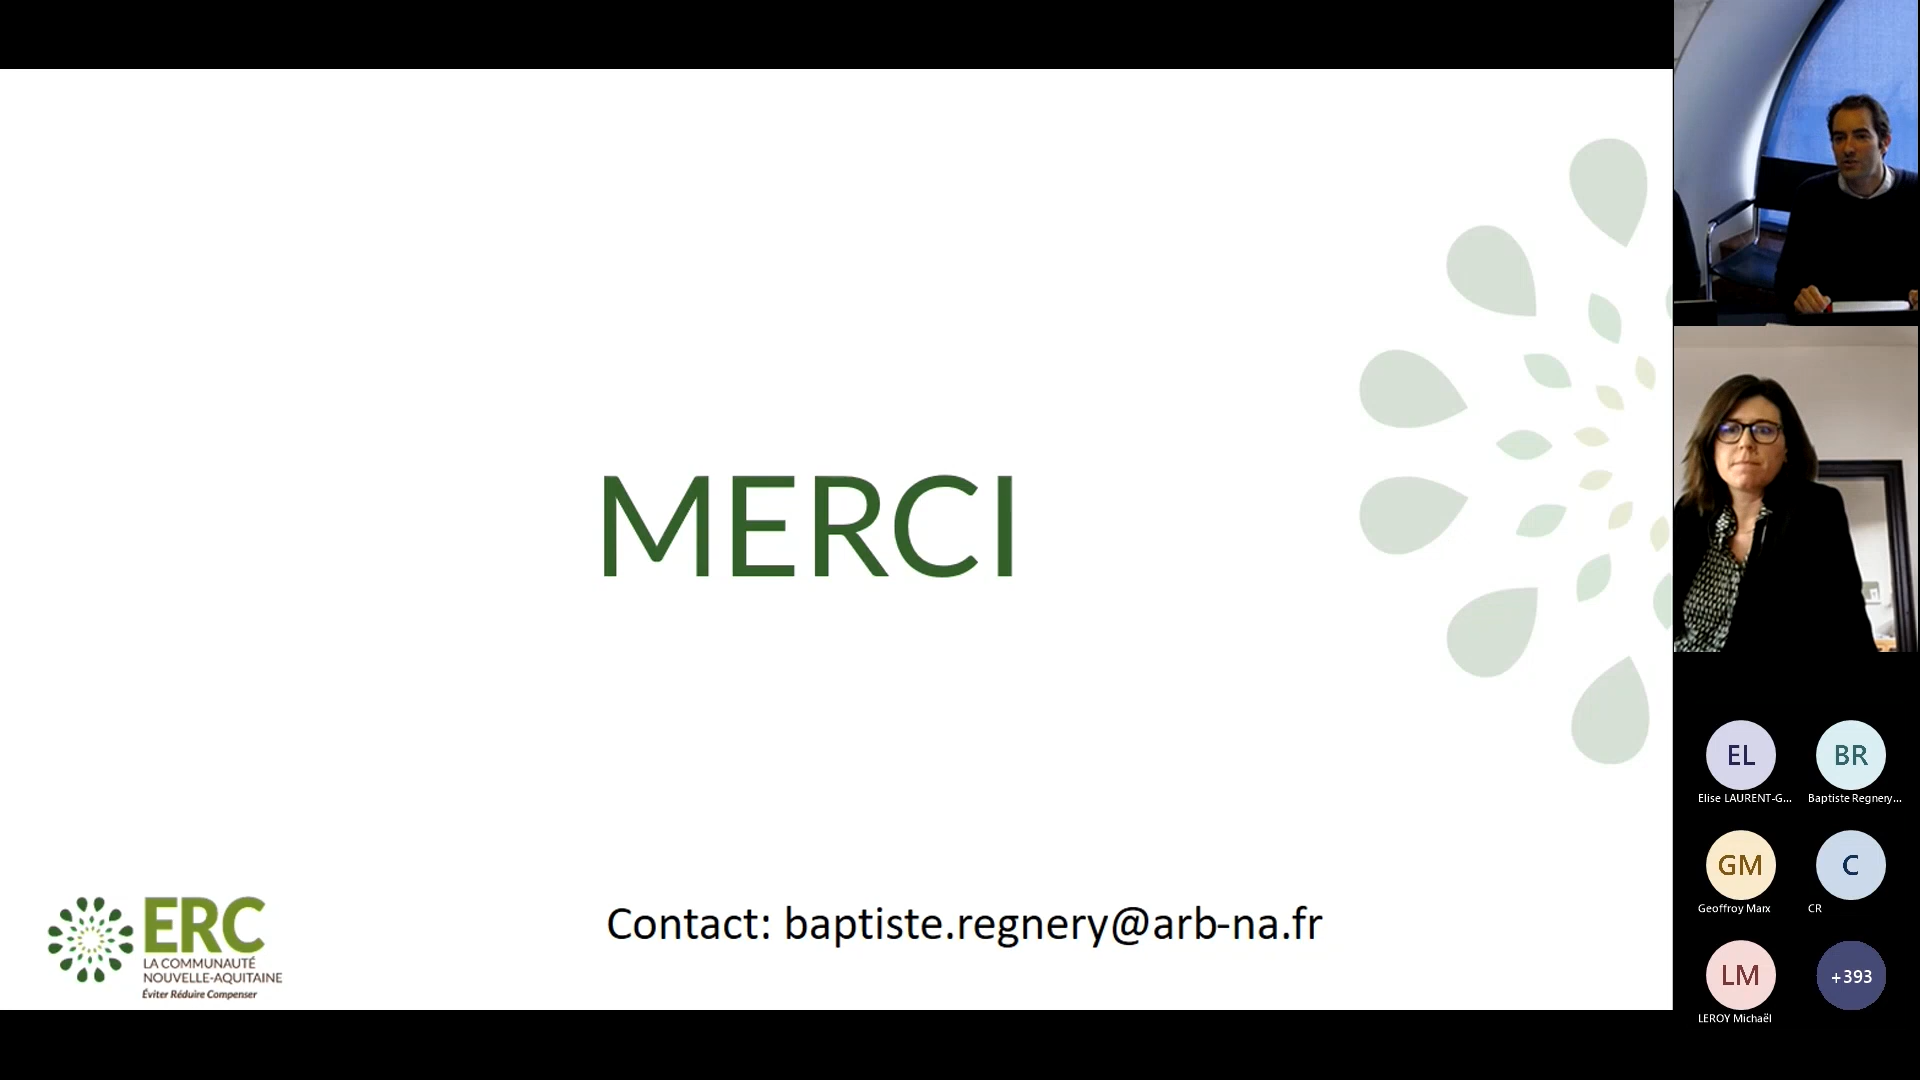 MERCI
Contact: baptiste.regnery@arb-na.fr
ERC
LA COMMUNAUTÉ
NOUVELLE-AQUITAINE
Éviter Réduire Compenser
EL
BR
Elise LAURENT-G...
Baptiste Regnery...
GM
C
Geoffroy Marx
CR
LM
+393
LEROY Michaël